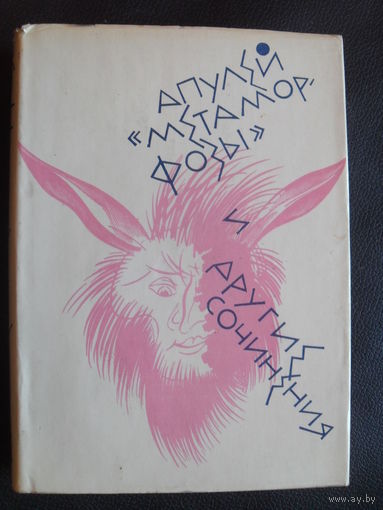 АПУЛЕЙ
«МЕТАМОР-
ФОЗЫ»
И
ДРУГИЕ
СОЧИНЕНИЯ
www.ay.by